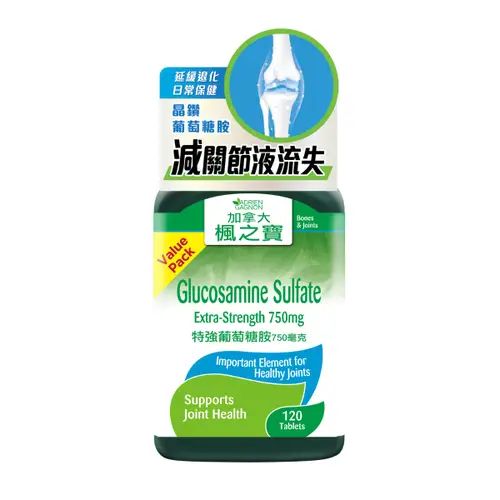 延緩退化
日常保健
晶鑽
葡萄糖胺
減關節液流失
ADRIEN
GAGNON
加拿大
楓之寶
Bones
& Joints
Value
Pack
Glucosamine Sulfate
Extra-Strength 750mg
特強葡萄糖胺750毫克
Important Element for
Healthy Joints
Supports
Joint Health
120
Tablets